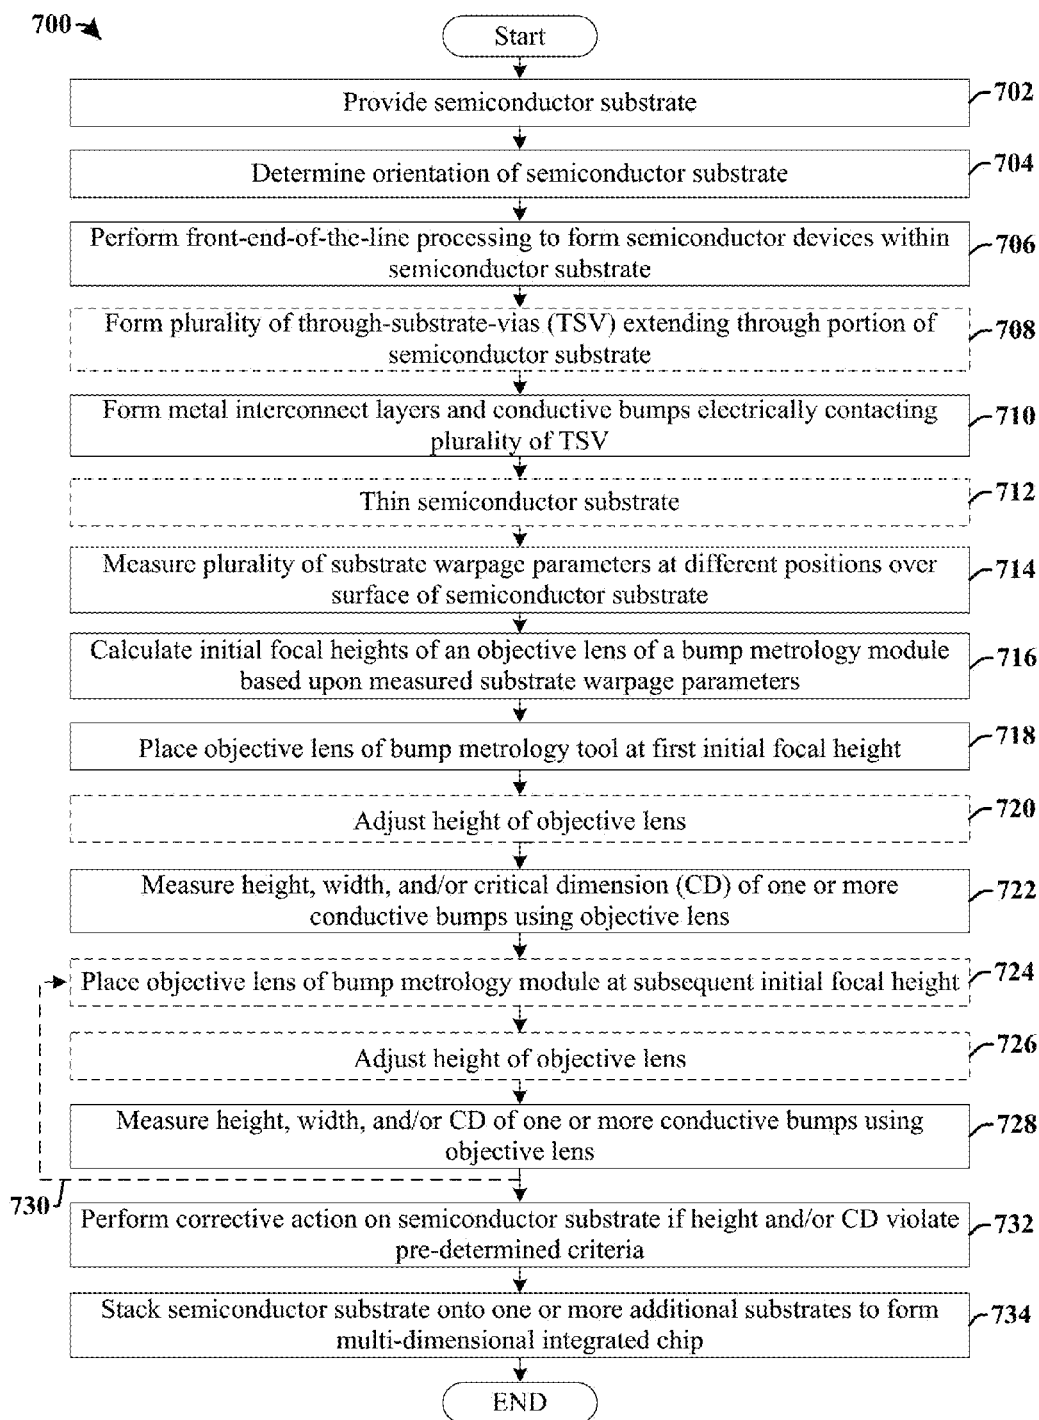 700
Start
Provide semiconductor substrate
702
Determine orientation of semiconductor substrate
704
Perform front-end-of-the-line processing to form semiconductor devices within
semiconductor substrate
706
Form plurality of through-substrate-vias (TSV) extending through portion of
semiconductor substrate
708
Form metal interconnect layers and conductive bumps electrically contacting
plurality of TSV
710
Thin semiconductor substrate
712
Measure plurality of substrate warpage parameters at different positions over
surface of semiconductor substrate
714
Calculate initial focal heights of an objective lens of a bump metrology module
based upon measured substrate warpage parameters
716
Place objective lens of bump metrology tool at first initial focal height
718
Adjust height of objective lens
720
Measure height, width, and/or critical dimension (CD) of one or more
conductive bumps using objective lens
722
Place objective lens of bump metrology module at subsequent initial focal height
724
Adjust height of objective lens
726
Measure height, width, and/or CD of one or more conductive bumps using
objective lens
728
730
Perform corrective action on semiconductor substrate if height and/or CD violate
pre-determined criteria
732
Stack semiconductor substrate onto one or more additional substrates to form
multi-dimensional integrated chip
734
END